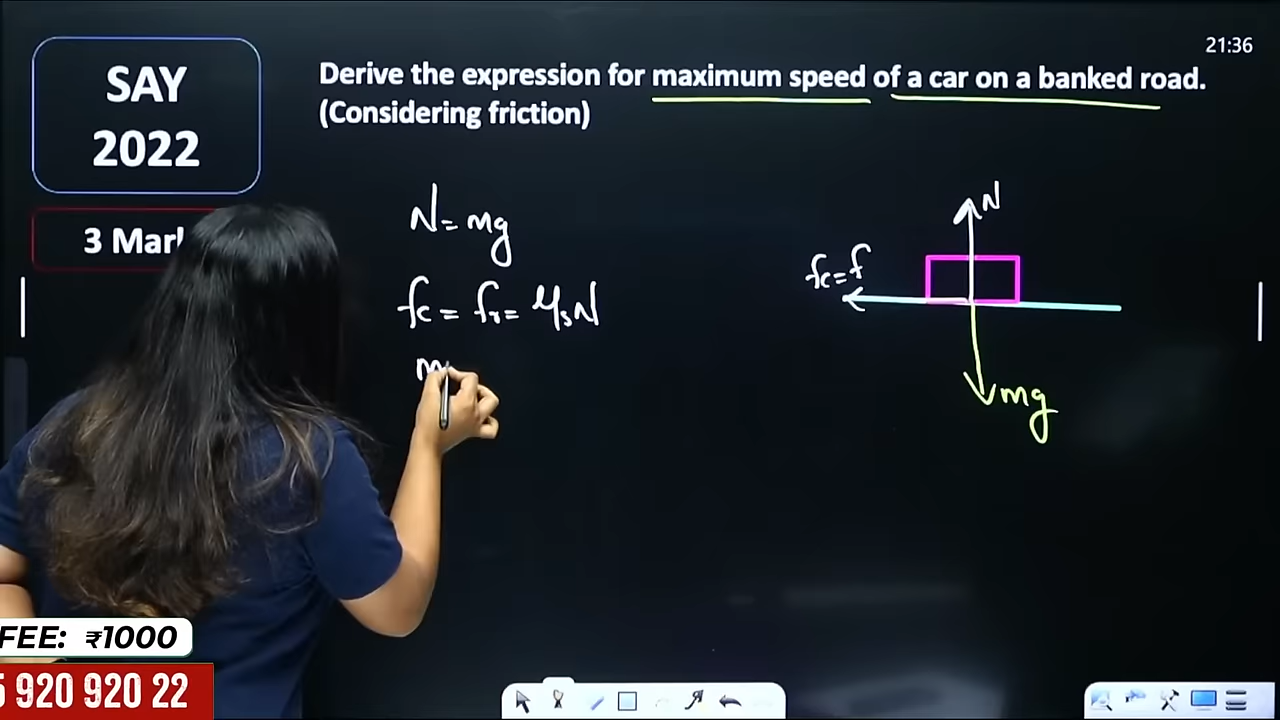 21:36
SAY
2022
Derive the expression for maximum speed of a car on a banked road.
(Considering friction)
3 Mar
N = mg
fc = fr = μsN
m
N
fc = f
mg
FEE: ₹1000
5 920 920 22